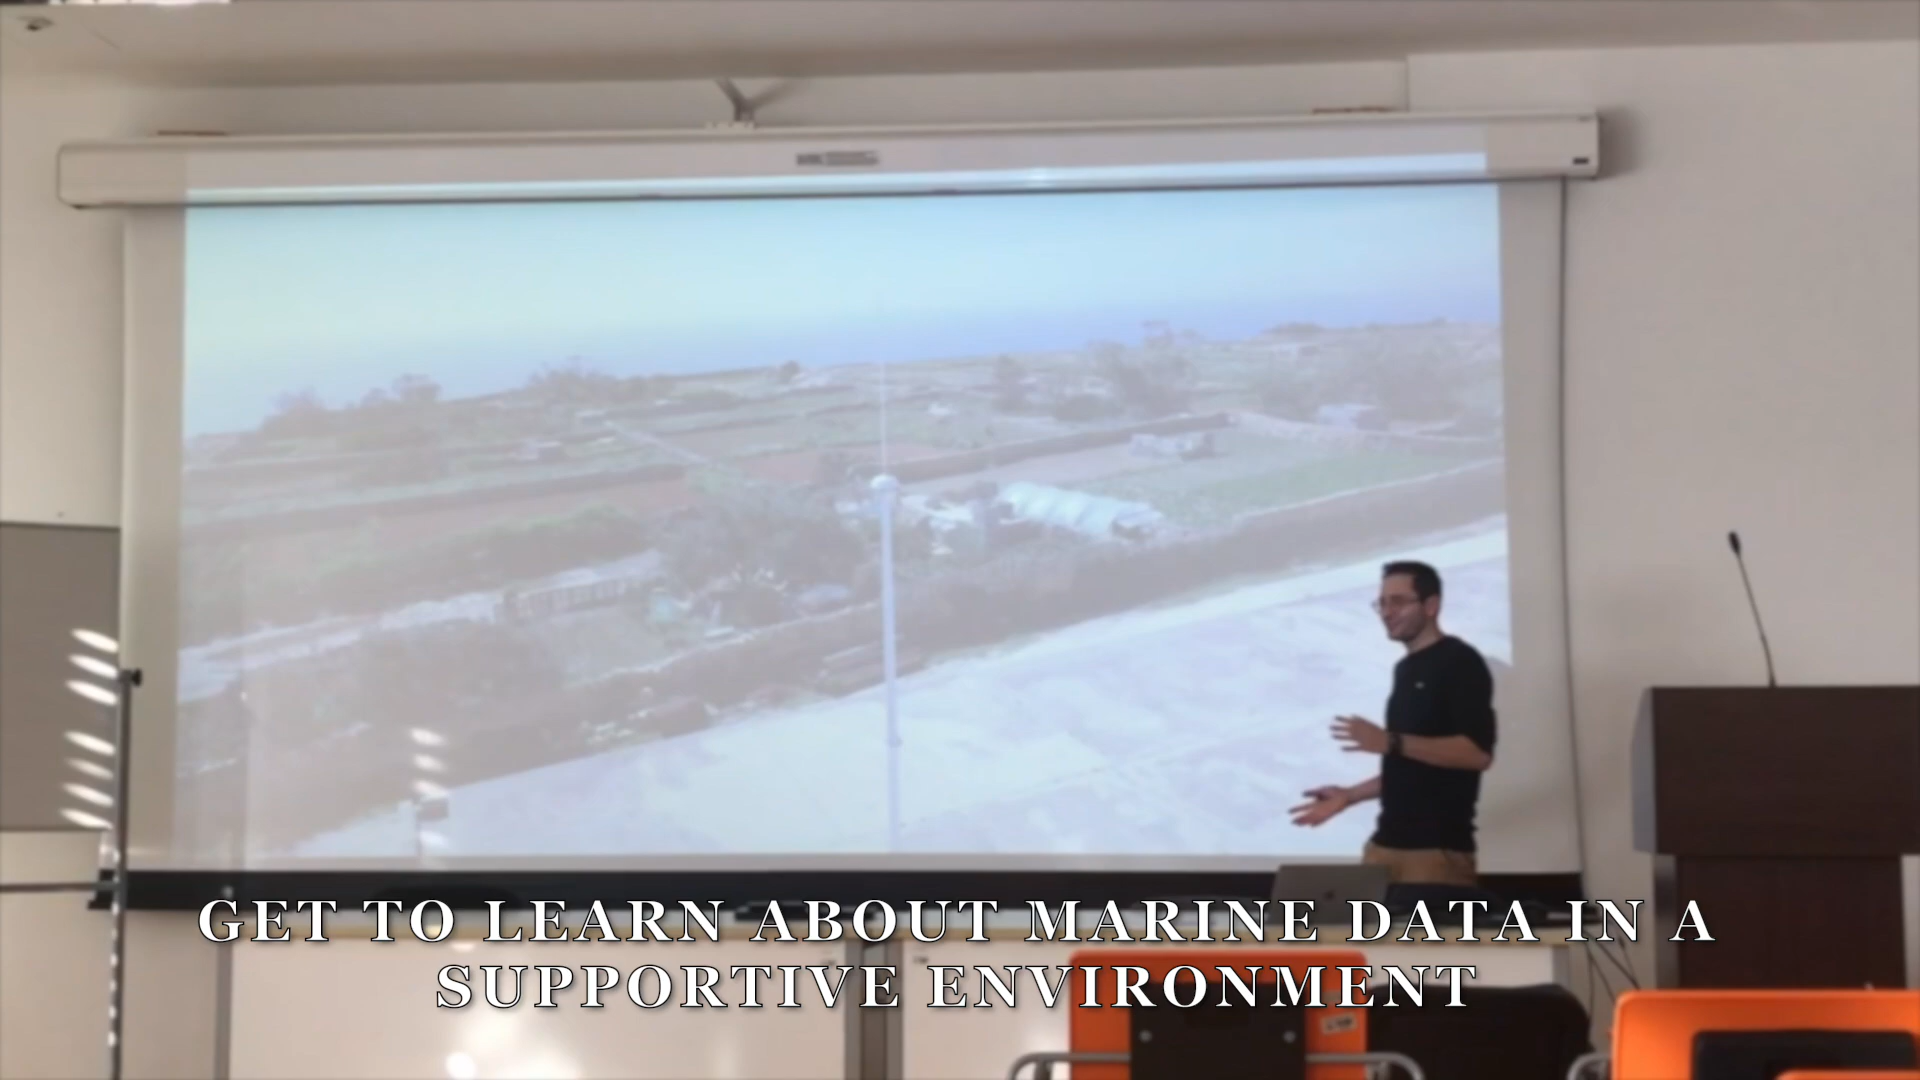 GET TO LEARN ABOUT MARINE DATA IN A
SUPPORTIVE ENVIRONMENT